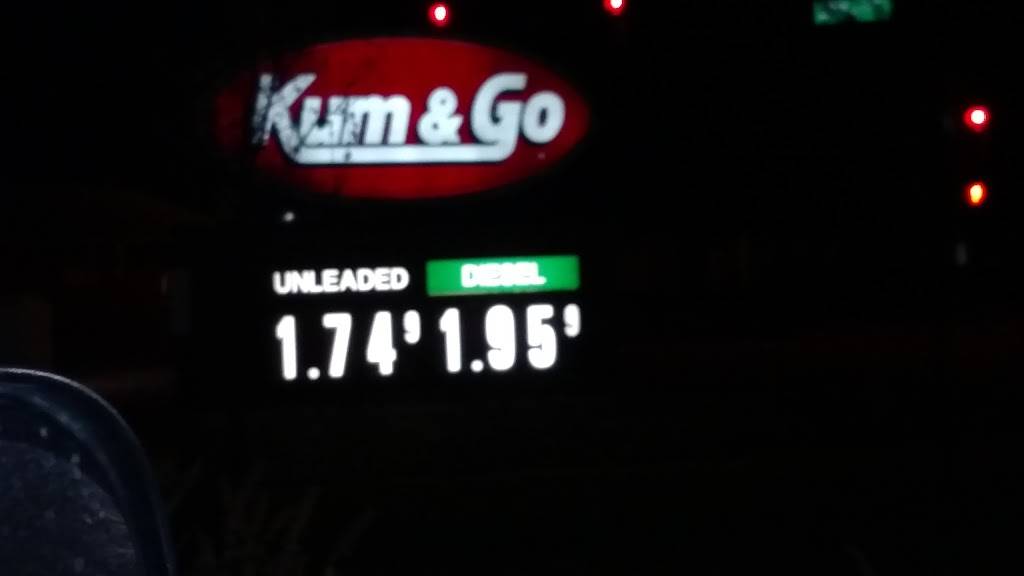 Kum & Go
UNLEADED DIESEL
1.749 1.959